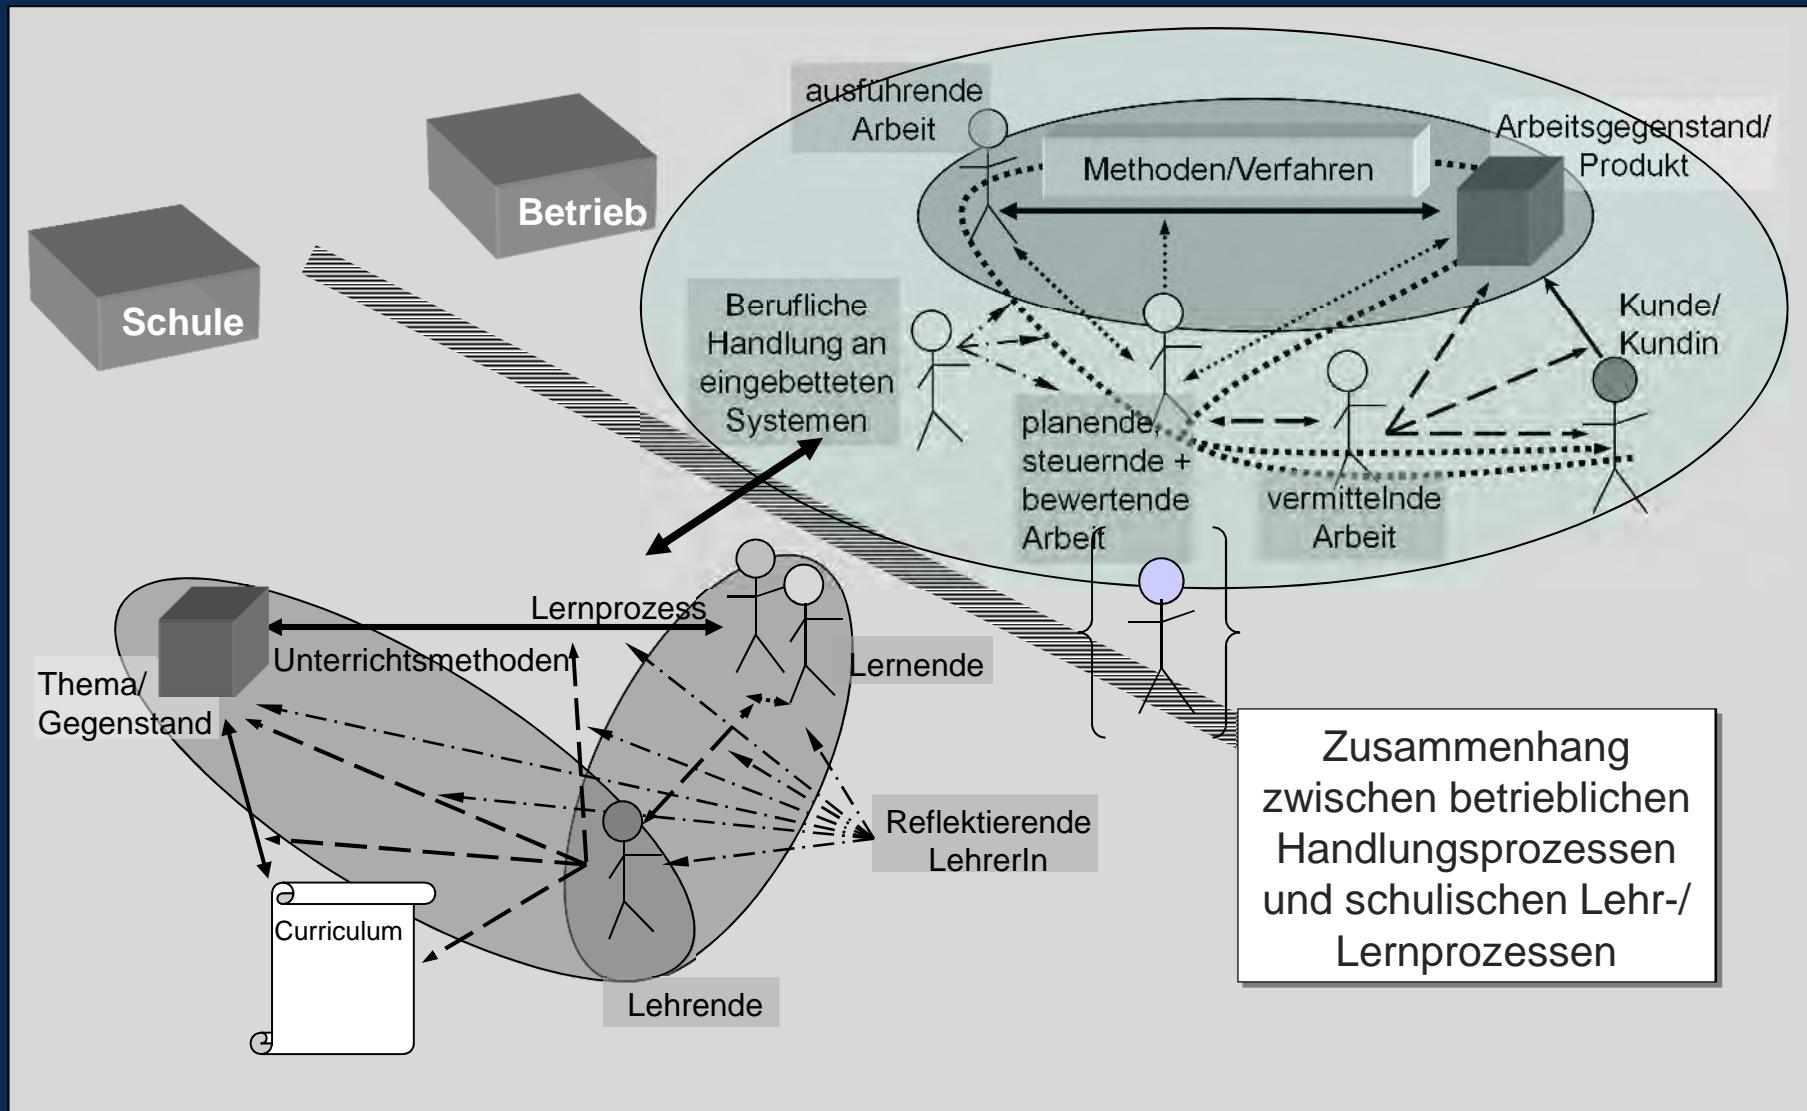 ausführende
Arbeit
Arbeitsgegenstand/
Produkt
Methoden/Verfahren
Betrieb
Schule
Berufliche
Handlung an
eingebetteten
Systemen
Kunde/
Kundin
planende,
steuernde +
bewertende
Arbeit
vermittelnde
Arbeit
Lernprozess
Unterrichtsmethoden
Thema/
Gegenstand
Lernende
Reflektierende
LehrerIn
Curriculum
Lehrende
Zusammenhang
zwischen betrieblichen
Handlungsprozessen
und schulischen Lehr-/
Lernprozessen